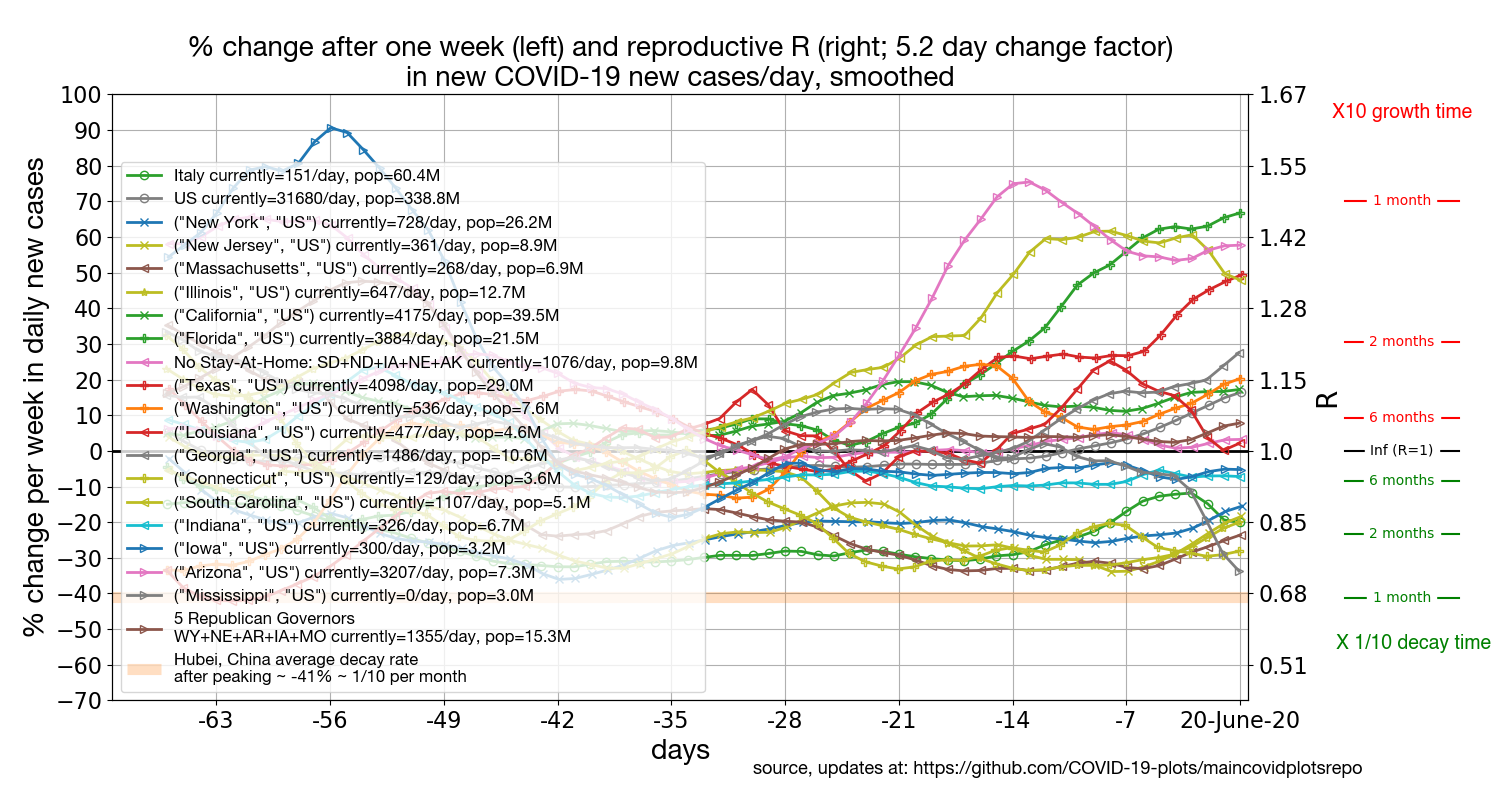 % change after one week (left) and reproductive R (right; 5.2 day change factor)
in new COVID-19 new cases/day, smoothed
% change per week in daily new cases
100
90
80
70
60
50
40
30
20
10
0
−10
−20
−30
−40
−50
−60
−70
Italy currently=151/day, pop=60.4M
US currently=31680/day, pop=338.8M
("New York", "US") currently=728/day, pop=26.2M
("New Jersey", "US") currently=361/day, pop=8.9M
("Massachusetts", "US") currently=268/day, pop=6.9M
("Illinois", "US") currently=647/day, pop=12.7M
("California", "US") currently=4175/day, pop=39.5M
("Florida", "US") currently=3884/day, pop=21.5M
No Stay-At-Home: SD+ND+IA+NE+AK currently=1076/day, pop=9.8M
("Texas", "US") currently=4098/day, pop=29.0M
("Washington", "US") currently=536/day, pop=7.6M
("Louisiana", "US") currently=477/day, pop=4.6M
("Georgia", "US") currently=1486/day, pop=10.6M
("Connecticut", "US") currently=129/day, pop=3.6M
("South Carolina", "US") currently=1107/day, pop=5.1M
("Indiana", "US") currently=326/day, pop=6.7M
("Iowa", "US") currently=300/day, pop=3.2M
("Arizona", "US") currently=3207/day, pop=7.3M
("Mississippi", "US") currently=0/day, pop=3.0M
5 Republican Governors
WY+NE+AR+IA+MO currently=1355/day, pop=15.3M
Hubei, China average decay rate
after peaking ~ -41% ~ 1/10 per month
-63
-56
-49
-42
-35
-28
-21
-14
-7
20-June-20
days
1.67
1.55
1.42
1.28
1.15
1.0
0.85
0.68
0.51
R
X10 growth time
1 month
2 months
6 months
Inf (R=1)
6 months
2 months
1 month
X 1/10 decay time
source, updates at: https://github.com/COVID-19-plots/maincovidplotsrepo